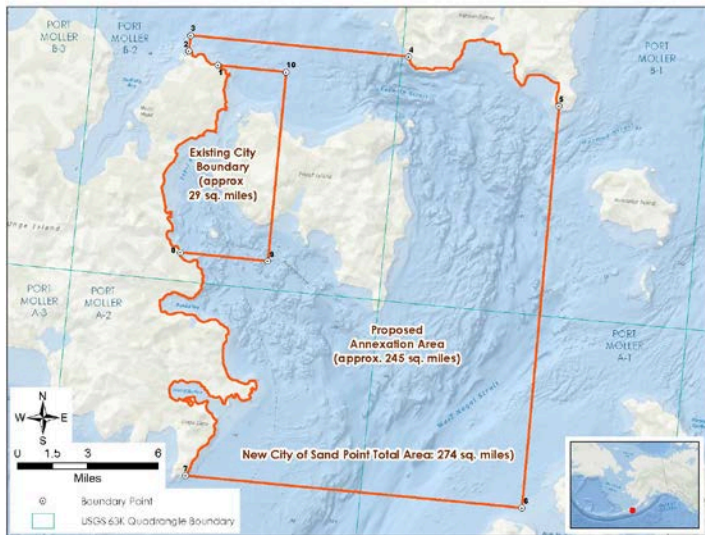 PORT
MOLLER
B-3
PORT
MOLLER
B-2
3
2
1
10
4
5
PORT
MOLLER
B-1
Existing City
Boundary
(approx
29 sq. miles)
8
9
PORT
MOLLER
A-3
PORT
MOLLER
A-2
Proposed
Annexation Area
(approx. 245 sq. miles)
PORT
MOLLER
A-1
West Nagai Strait
New City of Sand Point Total Area: 274 sq. miles)
7
6
N
W
E
S
0
1.5
3
6
Miles
Boundary Point
USGS 63K Quadrangle Boundary